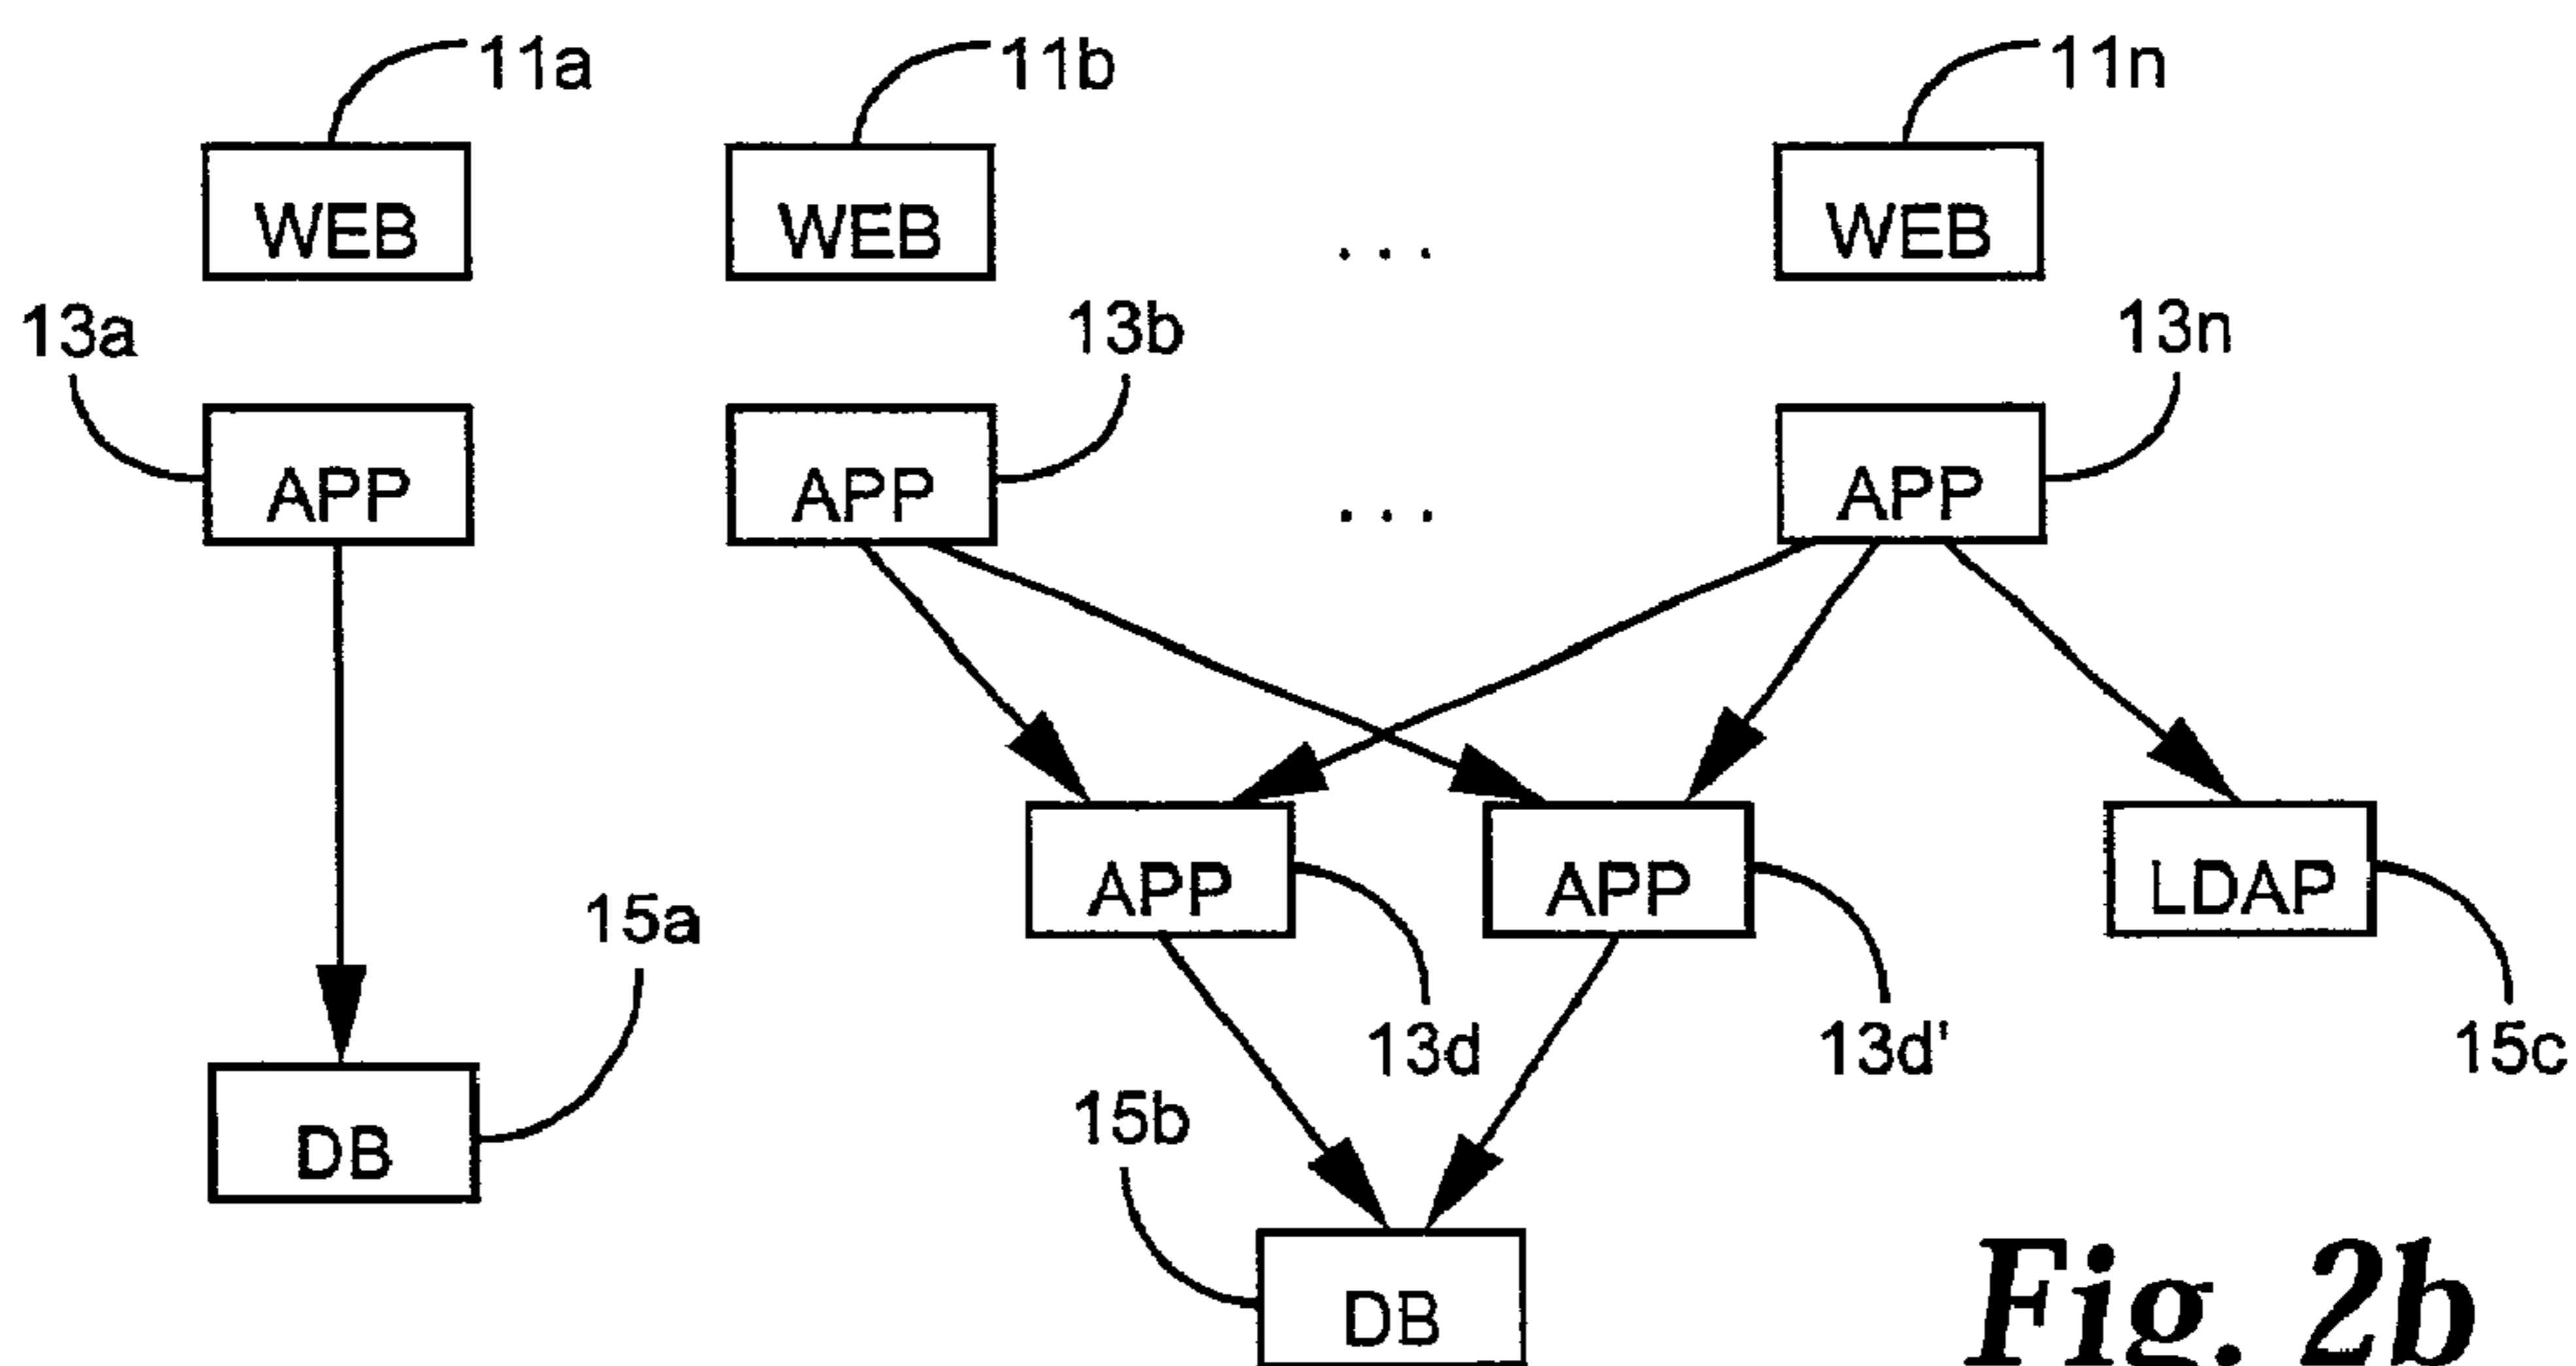 11a 11b 11n
WEB WEB ... WEB
13a 13b 13n
APP APP ... APP
APP APP LDAP
15a
13d 13d' 15c
15b
DB
DB
Fig. 2b